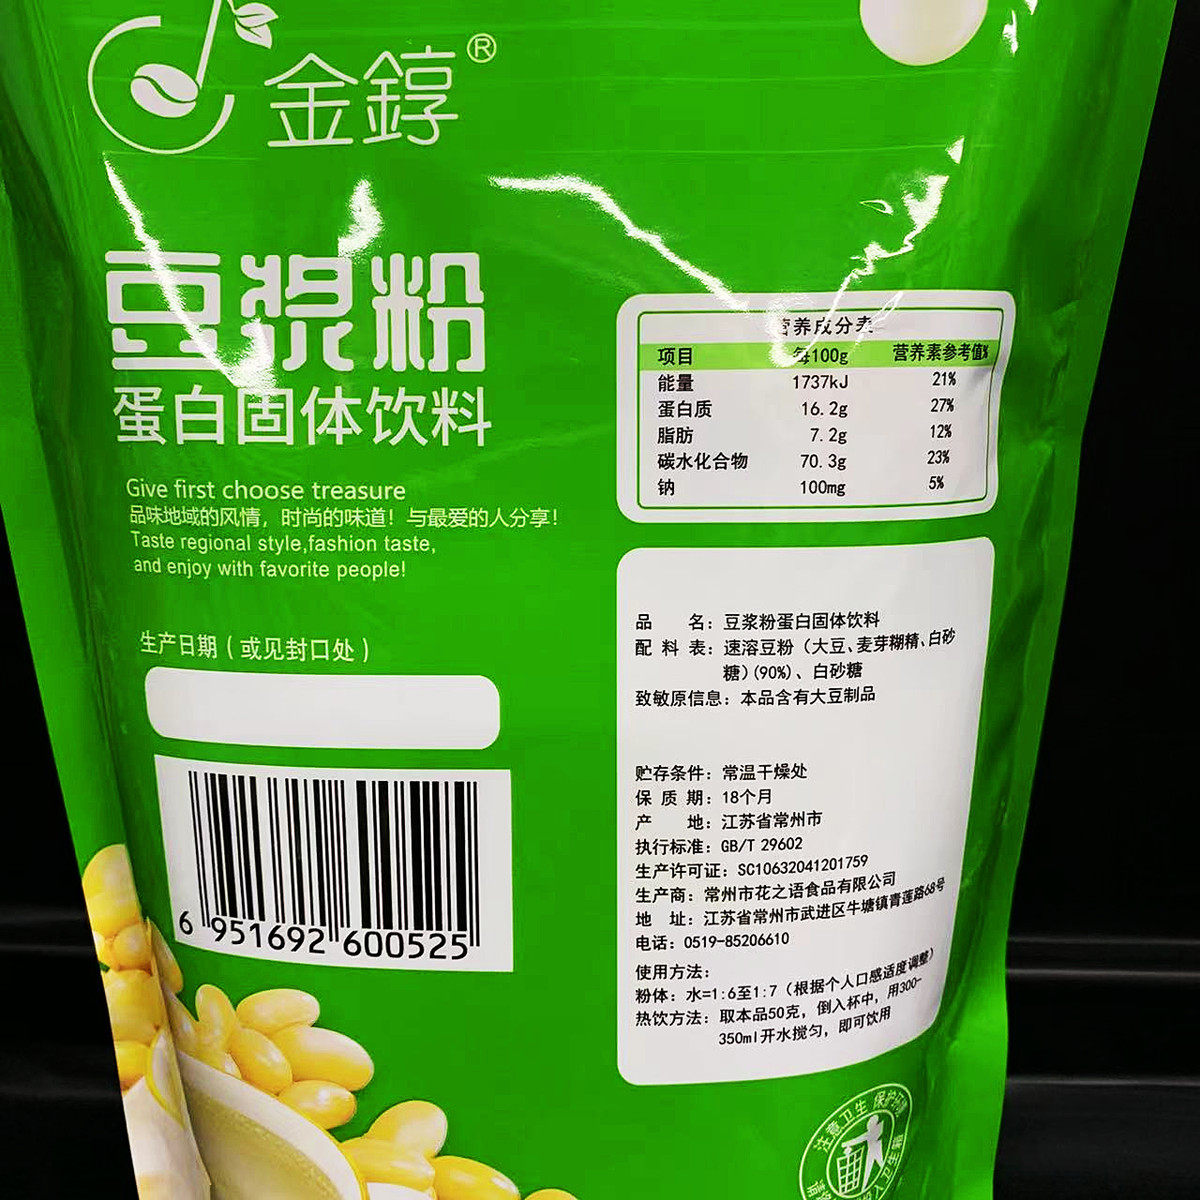 金錞®
豆浆粉
蛋白固体饮料
Give first choose treasure
品味地域的风情，时尚的味道！与最爱的人分享！
Taste regional style,fashion taste,
and enjoy with favorite people!
生产日期（或见封口处）
6 951692 600525
营养成分表
项目 每100g 营养素参考值%
能量 1737kJ 21%
蛋白质 16.2g 27%
脂肪 7.2g 12%
碳水化合物 70.3g 23%
钠 100mg 5%
品 名：豆浆粉蛋白固体饮料
配 料 表：速溶豆粉（大豆、麦芽糊精、白砂
糖）(90%)、白砂糖
致敏原信息：本品含有大豆制品
贮存条件：常温干燥处
保 质 期：18个月
产 地：江苏省常州市
执行标准：GB/T 29602
生产许可证：SC10632041201759
生产商：常州市花之语食品有限公司
地 址：江苏省常州市武进区牛塘镇青莲路68号
电话：0519-85206610
使用方法：
粉体：水=1:6至1:7（根据个人口感适度调整）
热饮方法：取本品50克，倒入杯中，用300-
350ml开水搅匀，即可饮用
注意卫生 保护环境